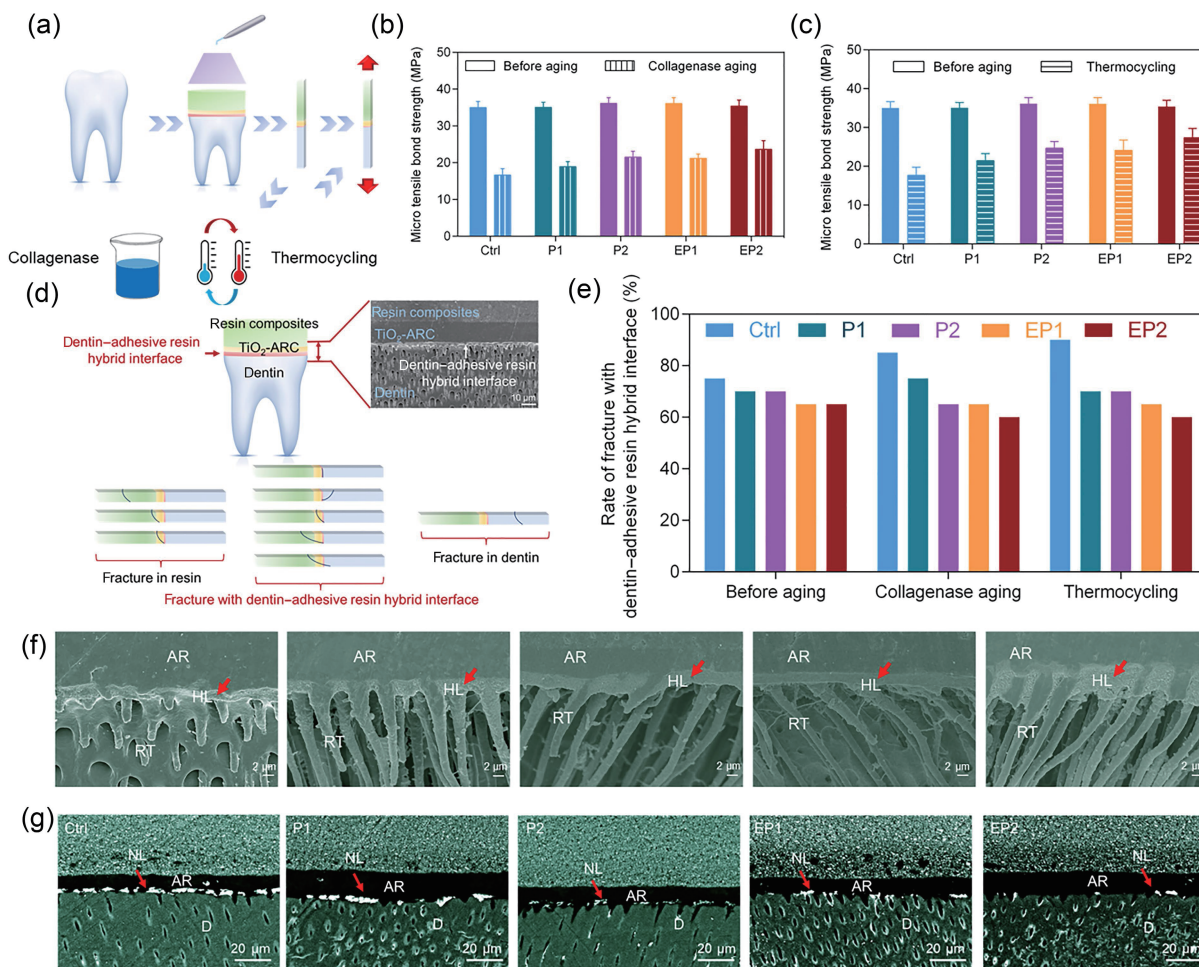 (a)
Collagenase
Thermocycling
(b)
Micro tensile bond strength (MPa)
50
40
30
20
10
0
Before aging
Collagenase aging
Ctrl
P1
P2
EP1
EP2
(c)
Micro tensile bond strength (MPa)
50
40
30
20
10
0
Before aging
Thermocycling
Ctrl
P1
P2
EP1
EP2
(d)
Resin composites
TiO₂-ARC
Dentin–adhesive resin
hybrid interface
Dentin
Resin composites
TiO₂-ARC
Dentin–adhesive resin
hybrid interface
Dentin
10 μm
Fracture in resin
Fracture with dentin–adhesive resin hybrid interface
Fracture in dentin
(e)
Rate of fracture with
dentin–adhesive resin hybrid interface (%)
100
80
60
40
20
0
Ctrl
P1
P2
EP1
EP2
Before aging
Collagenase aging
Thermocycling
(f)
AR
HL
RT
2 μm
AR
HL
RT
2 μm
AR
HL
RT
2 μm
AR
HL
RT
2 μm
AR
HL
RT
2 μm
(g)
Ctrl
NL
AR
D
20 μm
P1
NL
AR
D
20 μm
P2
NL
AR
D
20 μm
EP1
NL
AR
D
20 μm
EP2
NL
AR
D
20 μm